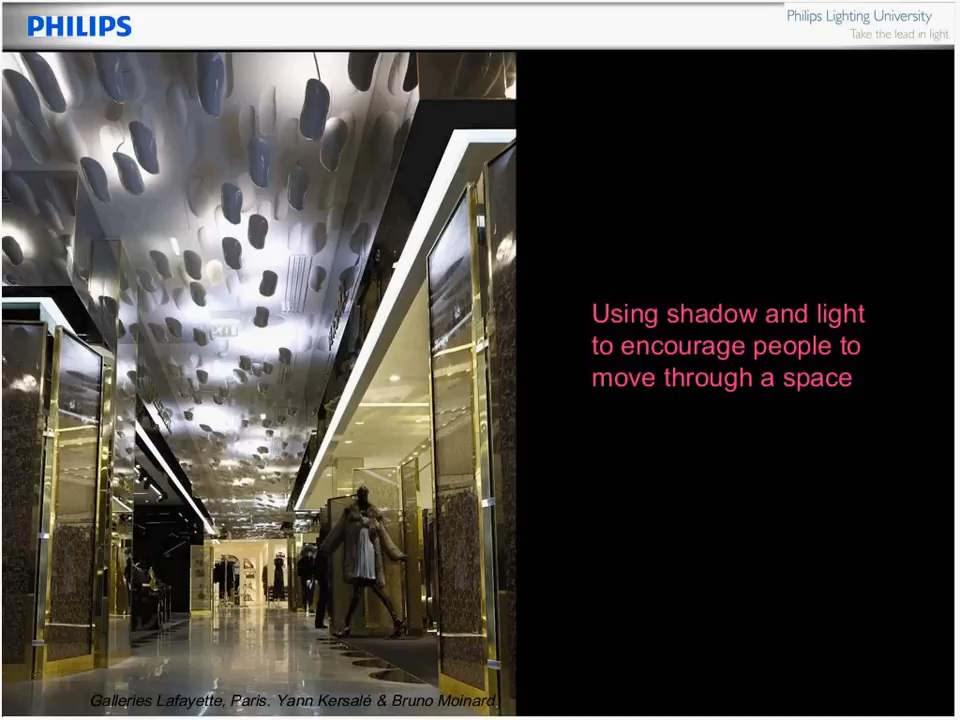 PHILIPS
Philips Lighting University
Take the lead in light
Using shadow and light
to encourage people to
move through a space
Galleries Lafayette, Paris. Yann Kersalé & Bruno Moinard